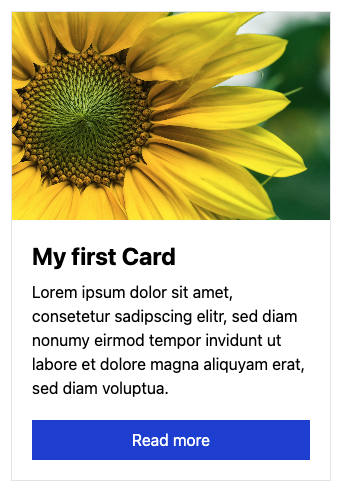 My first Card
Lorem ipsum dolor sit amet,
consetetur sadipscing elitr, sed diam
nonumy eirmod tempor invidunt ut
labore et dolore magna aliquyam erat,
sed diam voluptua.
Read more